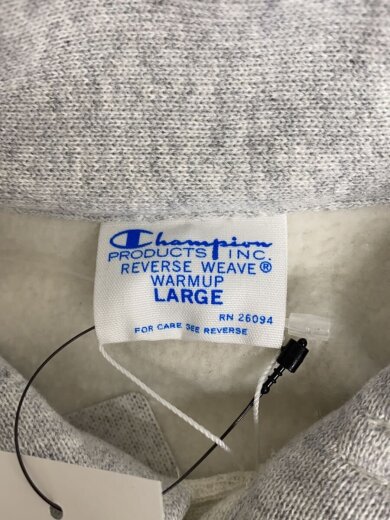 Champion
PRODUCTS INC.
REVERSE WEAVE®
WARMUP
LARGE
RN 26094
FOR CARE SEE REVERSE